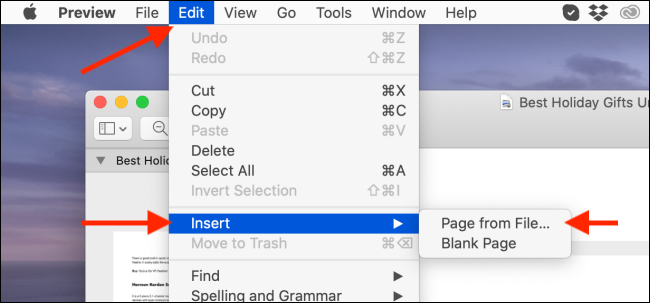 Preview File Edit View Go Tools Window Help
Undo ⌘Z
Redo ⇧⌘Z
Cut ⌘X
Copy ⌘C
Paste ⌘V
Delete
Select All ⌘A
Invert Selection ⇧⌘I
Insert ▶
Page from File...
Blank Page
Move to Trash ⌘⌫
Find ▶
Spelling and Grammar ▶
Best Holiday Gifts Un
Best Holid